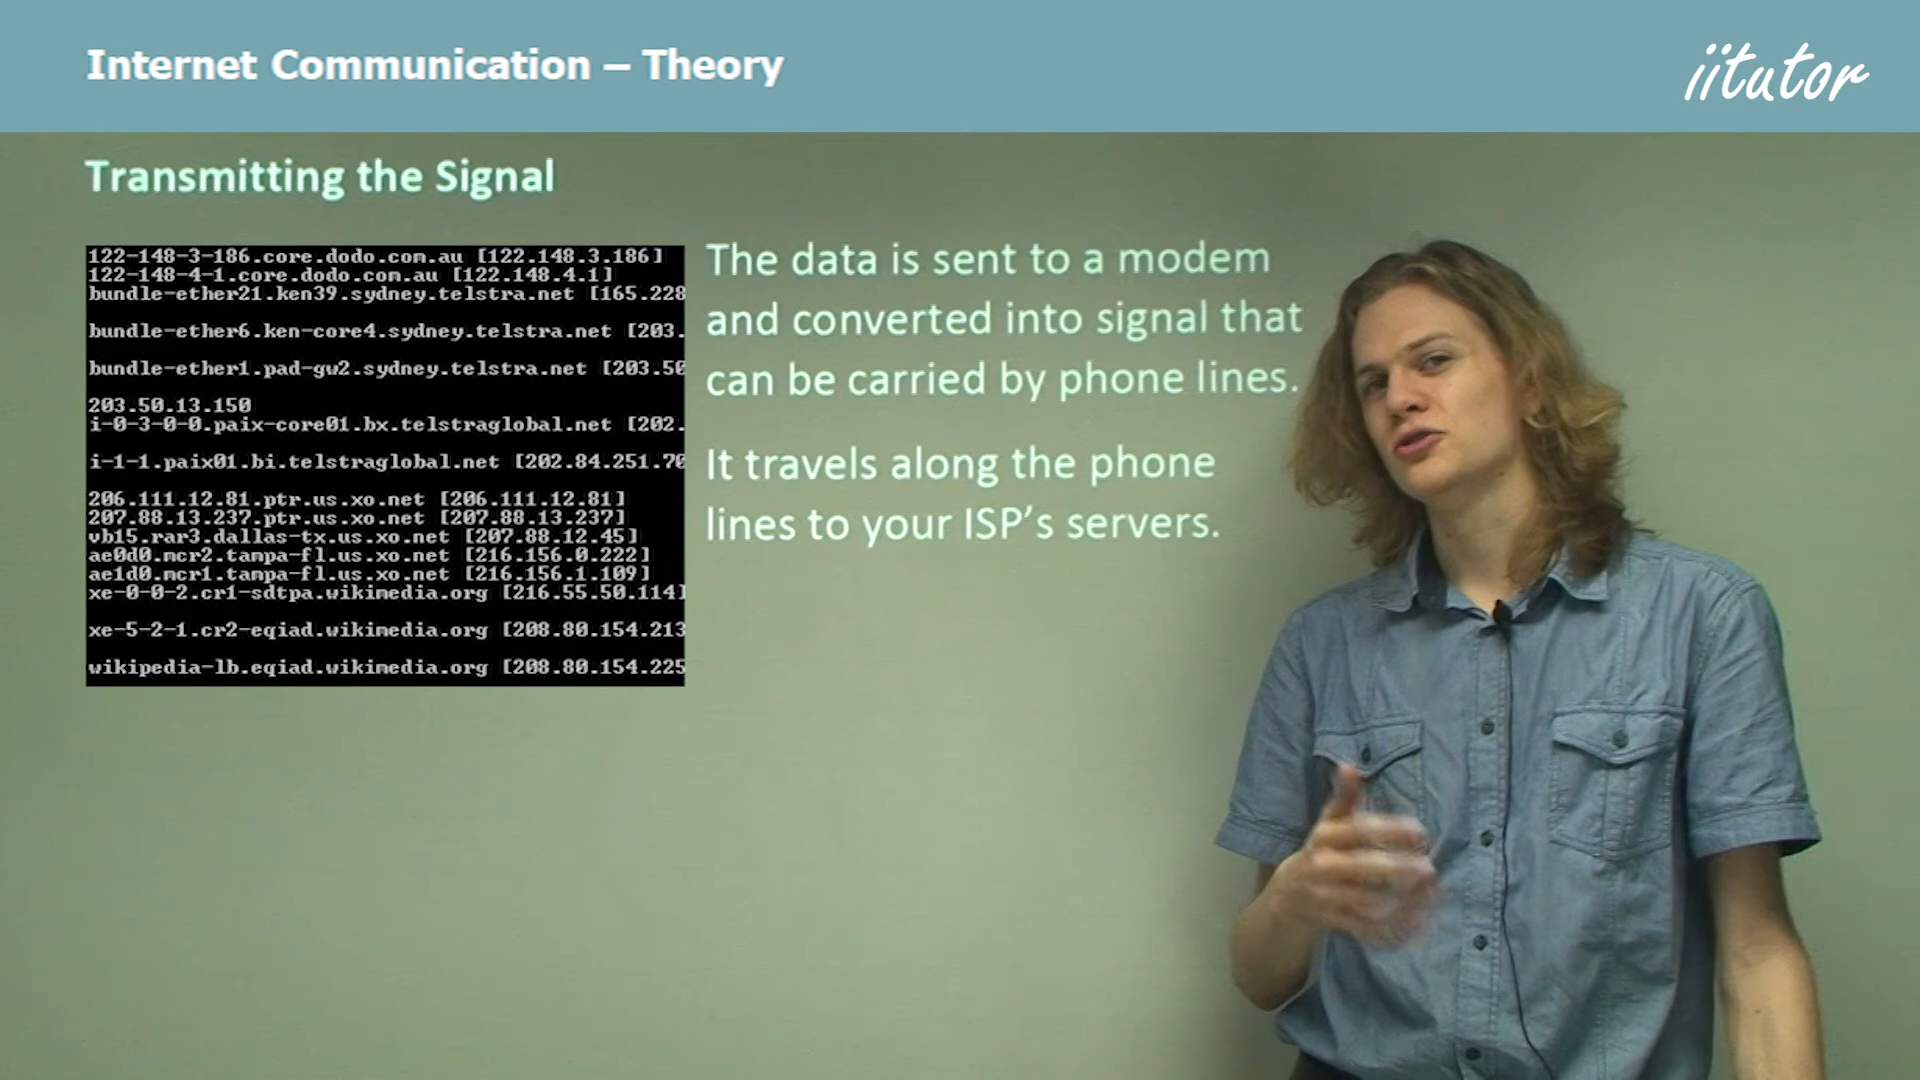 Internet Communication – Theory
iitutor
Transmitting the Signal
122-148-3-186.core.dodo.com.au [122.148.3.186]
122-148-4-1.core.dodo.com.au [122.148.4.1]
bundle-ether21.ken39.sydney.telstra.net [165.228
bundle-ether6.ken-core4.sydney.telstra.net [203.
bundle-ether1.pad-gw2.sydney.telstra.net [203.50
203.50.13.150
i-0-3-0-0.paix-core01.bx.telstraglobal.net [202.
i-1-1.paix01.bi.telstraglobal.net [202.84.251.70
206.111.12.81.ptr.us.xo.net [206.111.12.81]
207.88.13.237.ptr.us.xo.net [207.88.13.237]
vb15.rar3.dallas-tx.us.xo.net [207.88.12.45]
ae0d0.mcr2.tampa-fl.us.xo.net [216.156.0.222]
ae1d0.mcr1.tampa-fl.us.xo.net [216.156.1.109]
xe-0-0-2.cr1-sdtpa.wikimedia.org [216.55.50.114]
xe-5-2-1.cr2-eqiad.wikimedia.org [208.80.154.213
wikipedia-lb.eqiad.wikimedia.org [208.80.154.225
The data is sent to a modem
and converted into signal that
can be carried by phone lines.
It travels along the phone
lines to your ISP's servers.